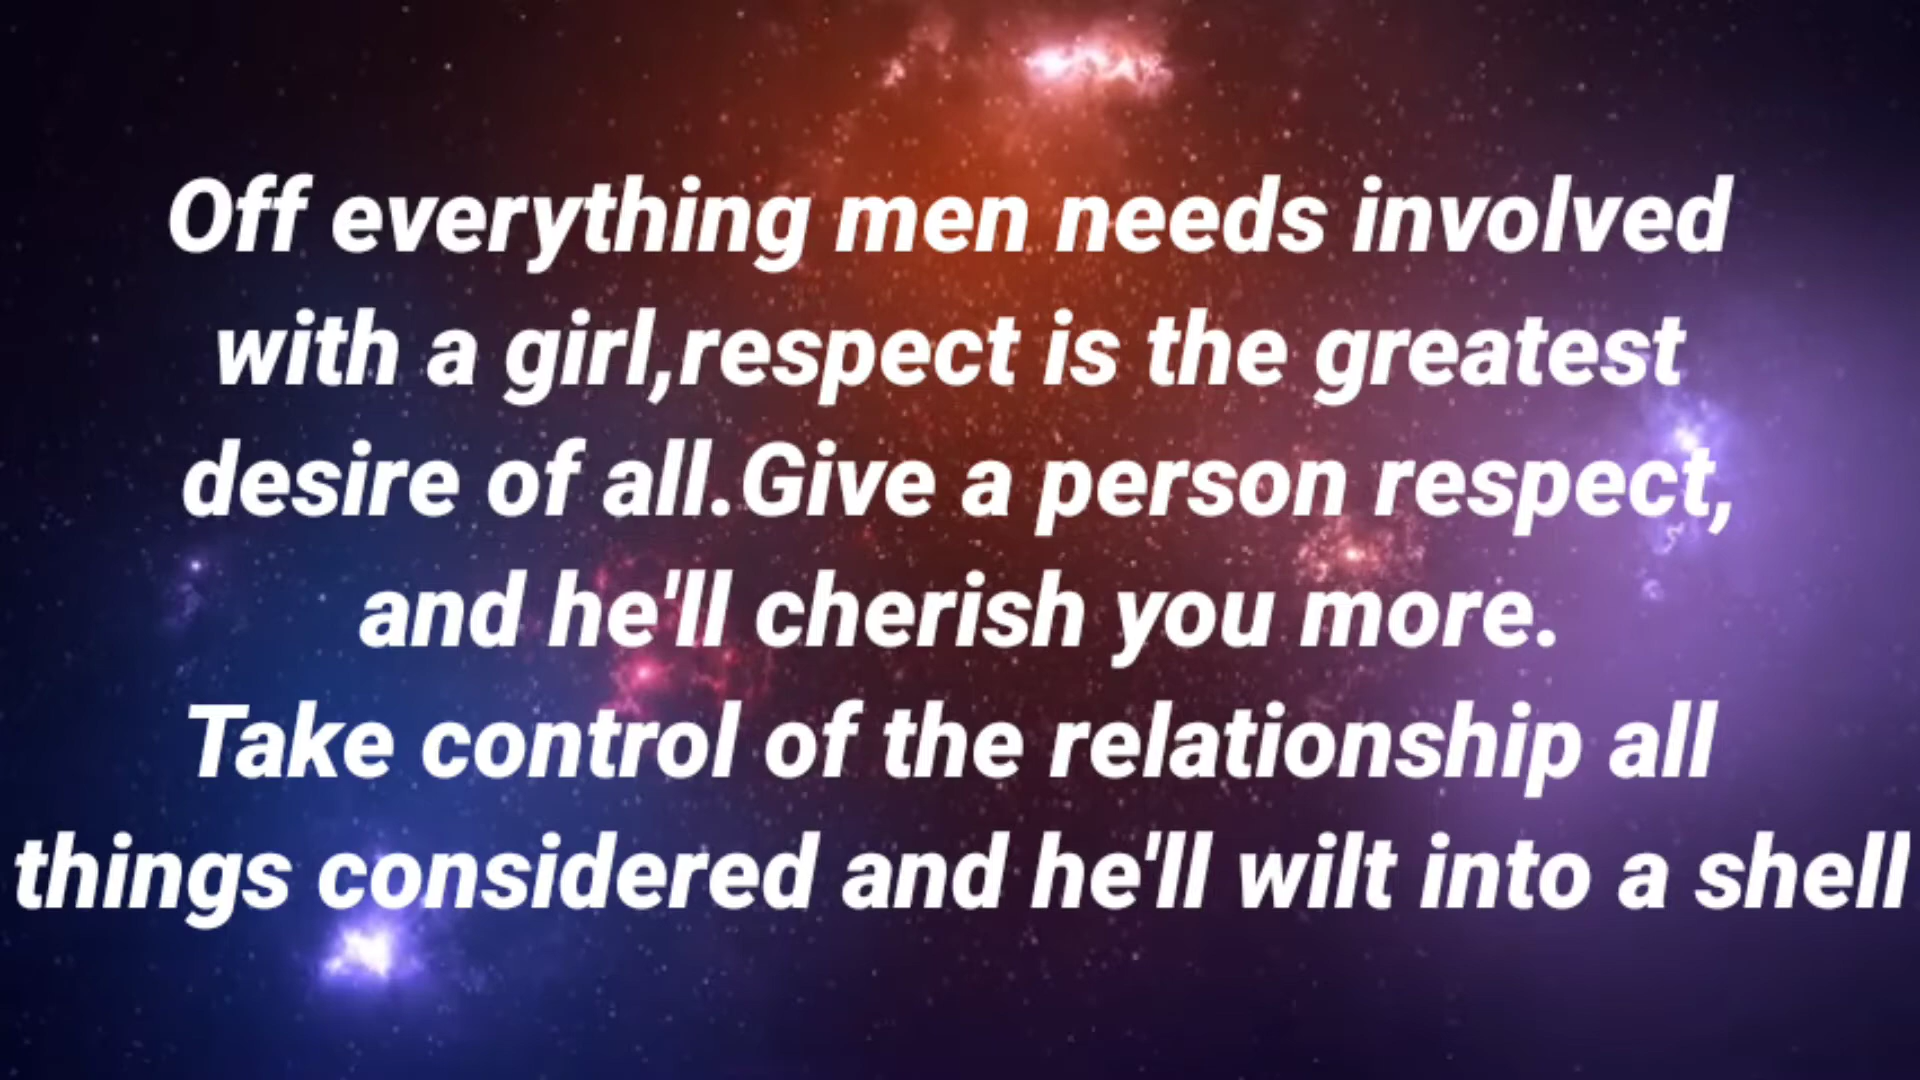 Off everything men needs involved
with a girl,respect is the greatest
desire of all.Give a person respect,
and he'll cherish you more.
Take control of the relationship all
things considered and he'll wilt into a shell